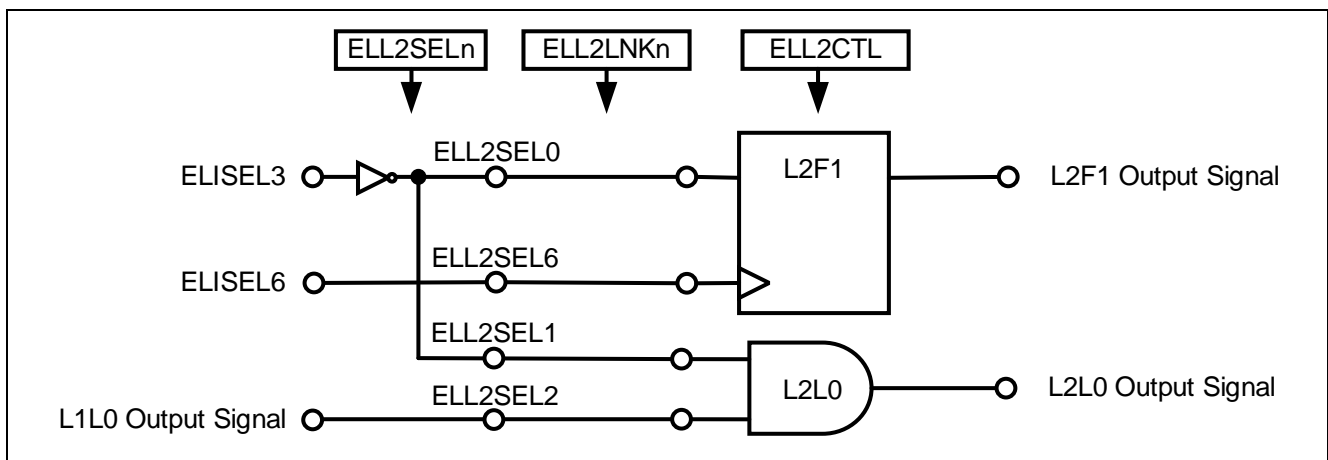 ELL2SELn ELL2LNKn ELL2CTL
ELISEL3 ELL2SEL0 L2F1 L2F1 Output Signal
ELISEL6 ELL2SEL6
ELL2SEL1
L1L0 Output Signal ELL2SEL2 L2L0 L2L0 Output Signal